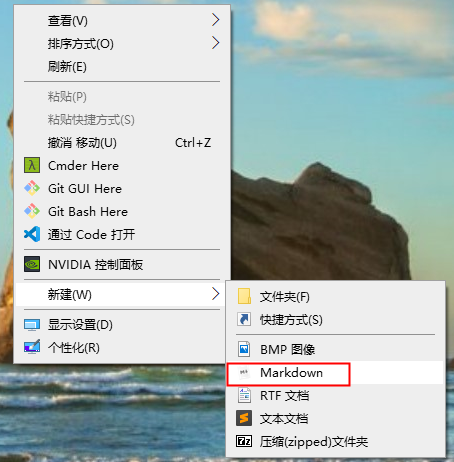 查看(V)
排序方式(O)
刷新(E)
粘贴(P)
粘贴快捷方式(S)
撤消 移动(U) Ctrl+Z
Cmder Here
Git GUI Here
Git Bash Here
通过 Code 打开
NVIDIA 控制面板
新建(W)
显示设置(D)
个性化(R)
文件夹(F)
快捷方式(S)
BMP 图像
Markdown
RTF 文档
文本文档
压缩(zipped)文件夹